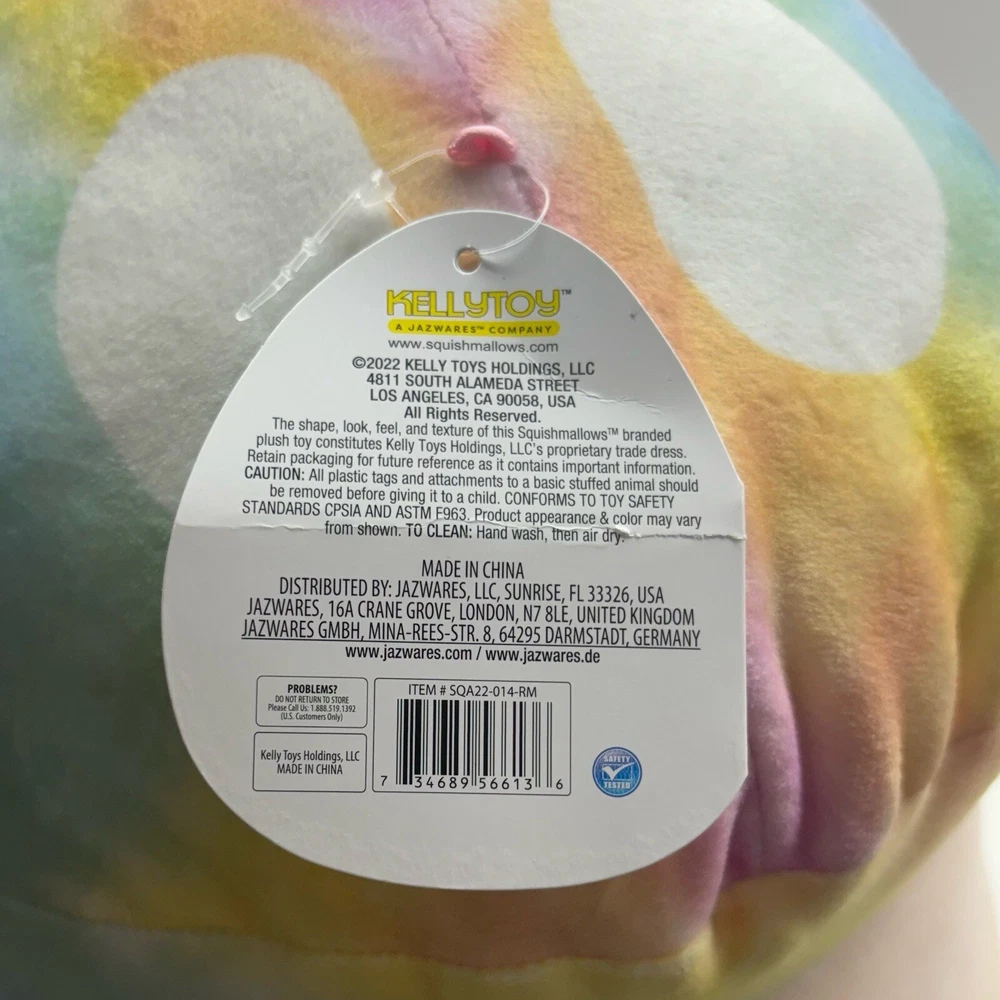 KELLYTOY™
A JAZWARES™ COMPANY
www.squishmallows.com
©2022 KELLY TOYS HOLDINGS, LLC
4811 SOUTH ALAMEDA STREET
LOS ANGELES, CA 90058, USA
All Rights Reserved.
The shape, look, feel, and texture of this Squishmallows™ branded
plush toy constitutes Kelly Toys Holdings, LLC's proprietary trade dress.
Retain packaging for future reference as it contains important information.
CAUTION: All plastic tags and attachments to a basic stuffed animal should
be removed before giving it to a child. CONFORMS TO TOY SAFETY
STANDARDS CPSIA AND ASTM F963. Product appearance & color may vary
from shown. TO CLEAN: Hand wash, then air dry.
MADE IN CHINA
DISTRIBUTED BY: JAZWARES, LLC, SUNRISE, FL 33326, USA
JAZWARES, 16A CRANE GROVE, LONDON, N7 8LE, UNITED KINGDOM
JAZWARES GMBH, MINA-REES-STR. 8, 64295 DARMSTADT, GERMANY
www.jazwares.com / www.jazwares.de
PROBLEMS?
DO NOT RETURN TO STORE
Please Call Us: 1.888.519.1392
(U.S. Customers Only)
Kelly Toys Holdings, LLC
MADE IN CHINA
ITEM # SQA22-014-RM
7 34689 56613 6
SAFETY
TESTED